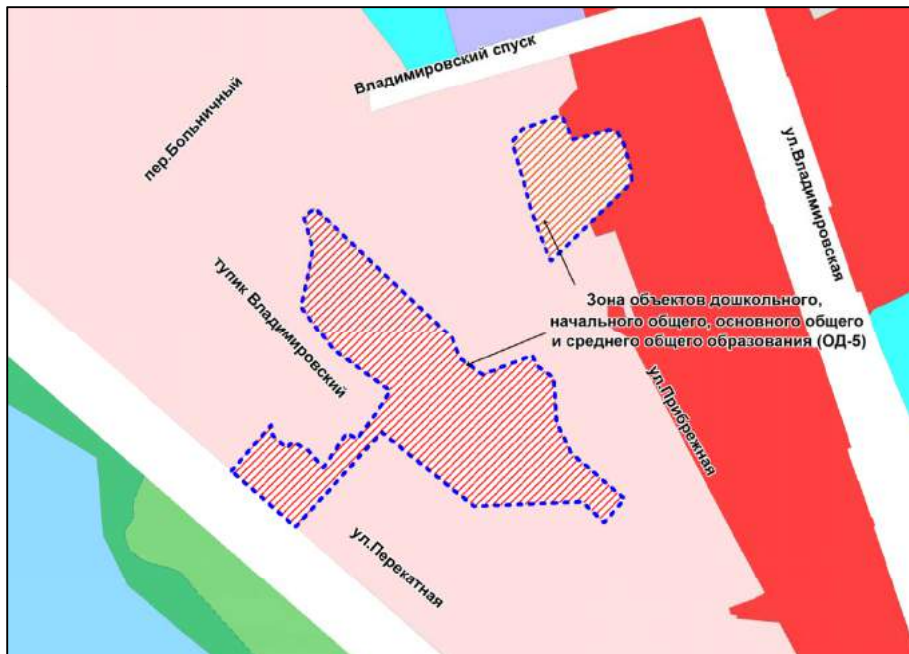 Владимировский спуск
пер.Больничный
ул.Владимировская
тупик Владимировский
Зона объектов дошкольного,
начального общего, основного общего
и среднего общего образования (ОД-5)
ул.Прибрежная
ул.Перекатная